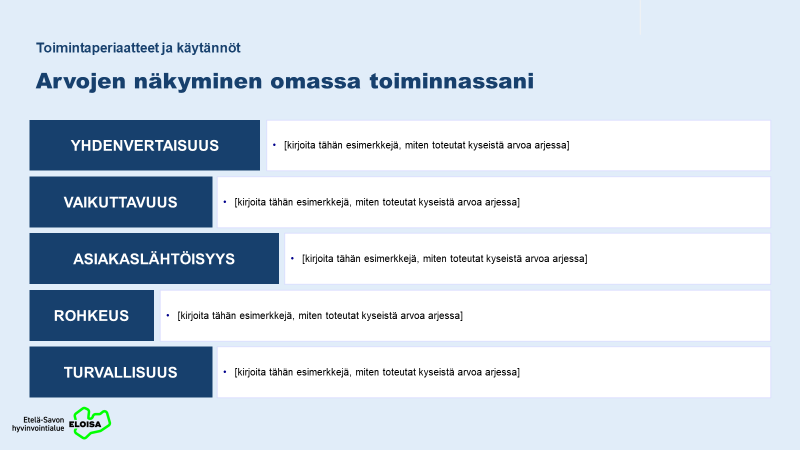 Toimintaperiaatteet ja käytännöt
Arvojen näkyminen omassa toiminnassani
YHDENVERTAISUUS
• [kirjoita tähän esimerkkejä, miten toteutat kyseistä arvoa arjessa]
VAIKUTTAVUUS
• [kirjoita tähän esimerkkejä, miten toteutat kyseistä arvoa arjessa]
ASIAKASLÄHTÖISYYS
• [kirjoita tähän esimerkkejä, miten toteutat kyseistä arvoa arjessa]
ROHKEUS
• [kirjoita tähän esimerkkejä, miten toteutat kyseistä arvoa arjessa]
TURVALLISUUS
• [kirjoita tähän esimerkkejä, miten toteutat kyseistä arvoa arjessa]
Etelä-Savon
hyvinvointialue
ELOISA